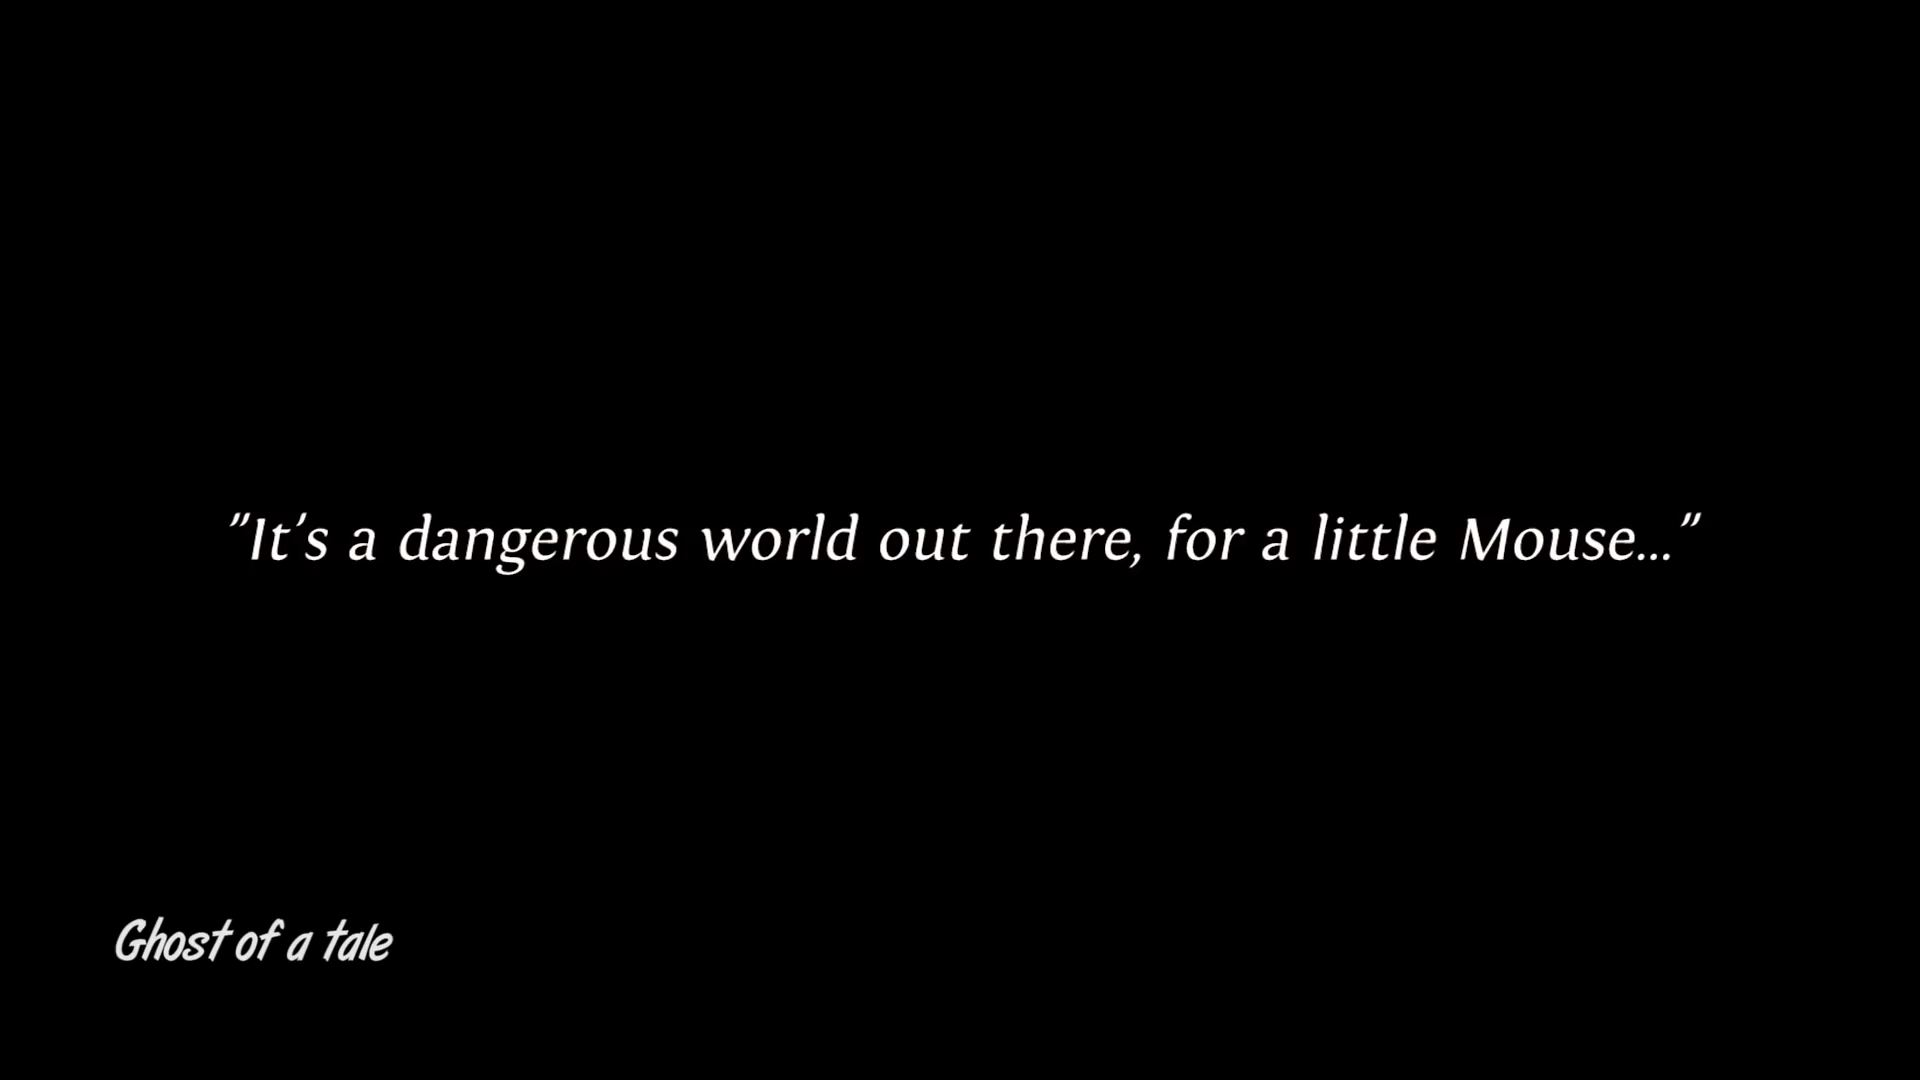 "It's a dangerous world out there, for a little Mouse..."
Ghost of a tale